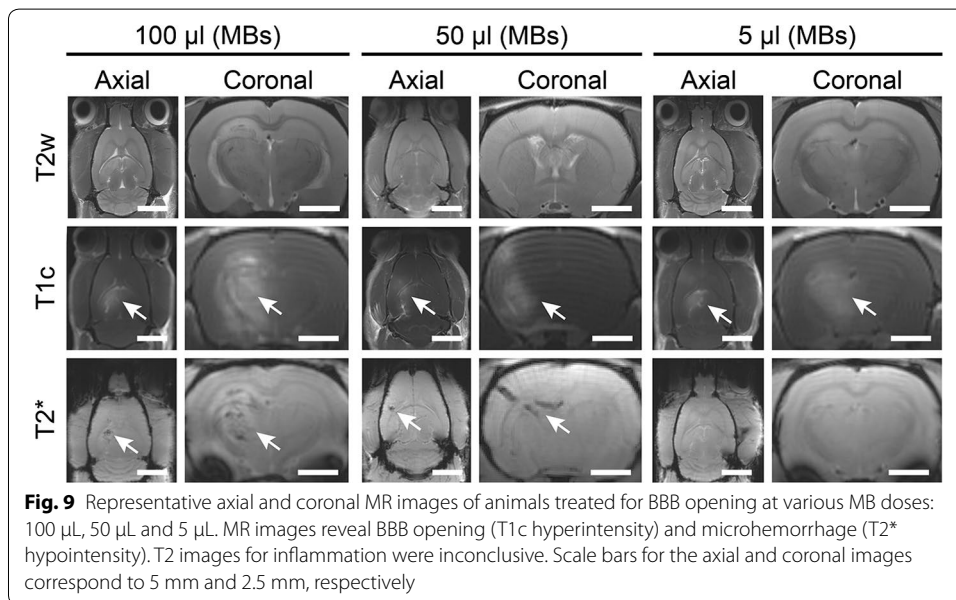 100 µl (MBs) 50 µl (MBs) 5 µl (MBs)
Axial Coronal Axial Coronal Axial Coronal
T2w
T1c
T2*
Fig. 9 Representative axial and coronal MR images of animals treated for BBB opening at various MB doses:
100 µL, 50 µL and 5 µL. MR images reveal BBB opening (T1c hyperintensity) and microhemorrhage (T2*
hypointensity). T2 images for inflammation were inconclusive. Scale bars for the axial and coronal images
correspond to 5 mm and 2.5 mm, respectively